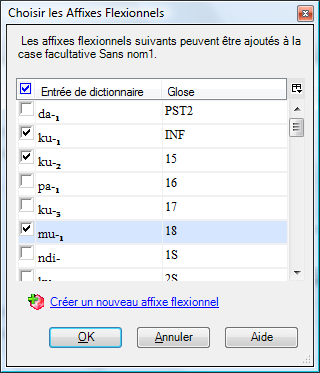 Choisir les Affixes Flexionnels
Les affixes flexionnels suivants peuvent être ajoutés à la
case facultative Sans nom1.
Entrée de dictionnaire Glose
da-₁ PST2
ku-₁ INF
ku-₂ 15
pa-₁ 16
ku-₃ 17
mu-₁ 18
ndi- 1S
2S
Créer un nouveau affixe flexionnel
OK Annuler Aide